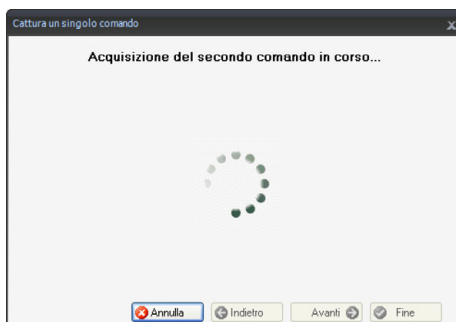 Cattura un singolo comando
Acquisizione del secondo comando in corso...
Annulla Indietro Avanti Fine